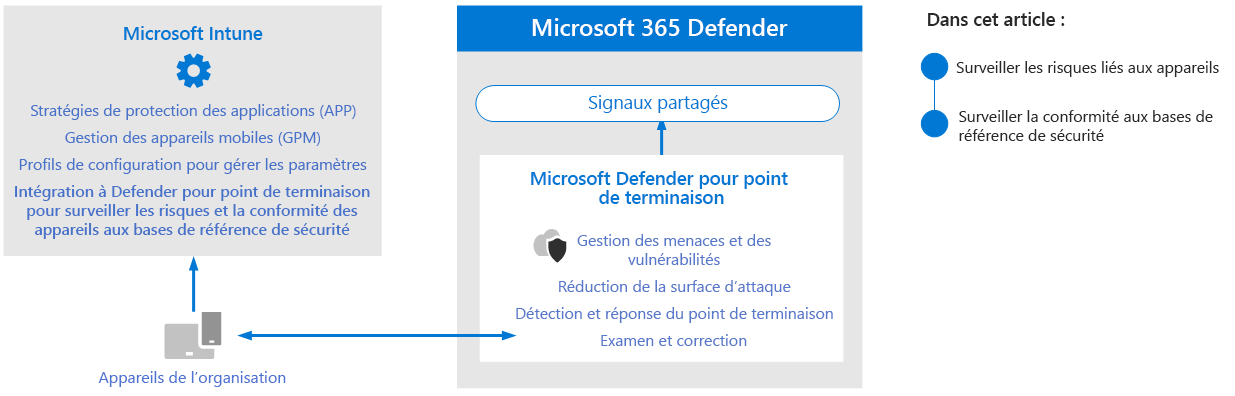 Microsoft Intune
Stratégies de protection des applications (APP)
Gestion des appareils mobiles (GPM)
Profils de configuration pour gérer les paramètres
Intégration à Defender pour point de terminaison
pour surveiller les risques et la conformité des
appareils aux bases de référence de sécurité
Appareils de l’organisation
Microsoft 365 Defender
Signaux partagés
Microsoft Defender pour point
de terminaison
Gestion des menaces et des
vulnérabilités
Réduction de la surface d’attaque
Détection et réponse du point de terminaison
Examen et correction
Dans cet article :
Surveiller les risques liés aux appareils
Surveiller la conformité aux bases de
référence de sécurité